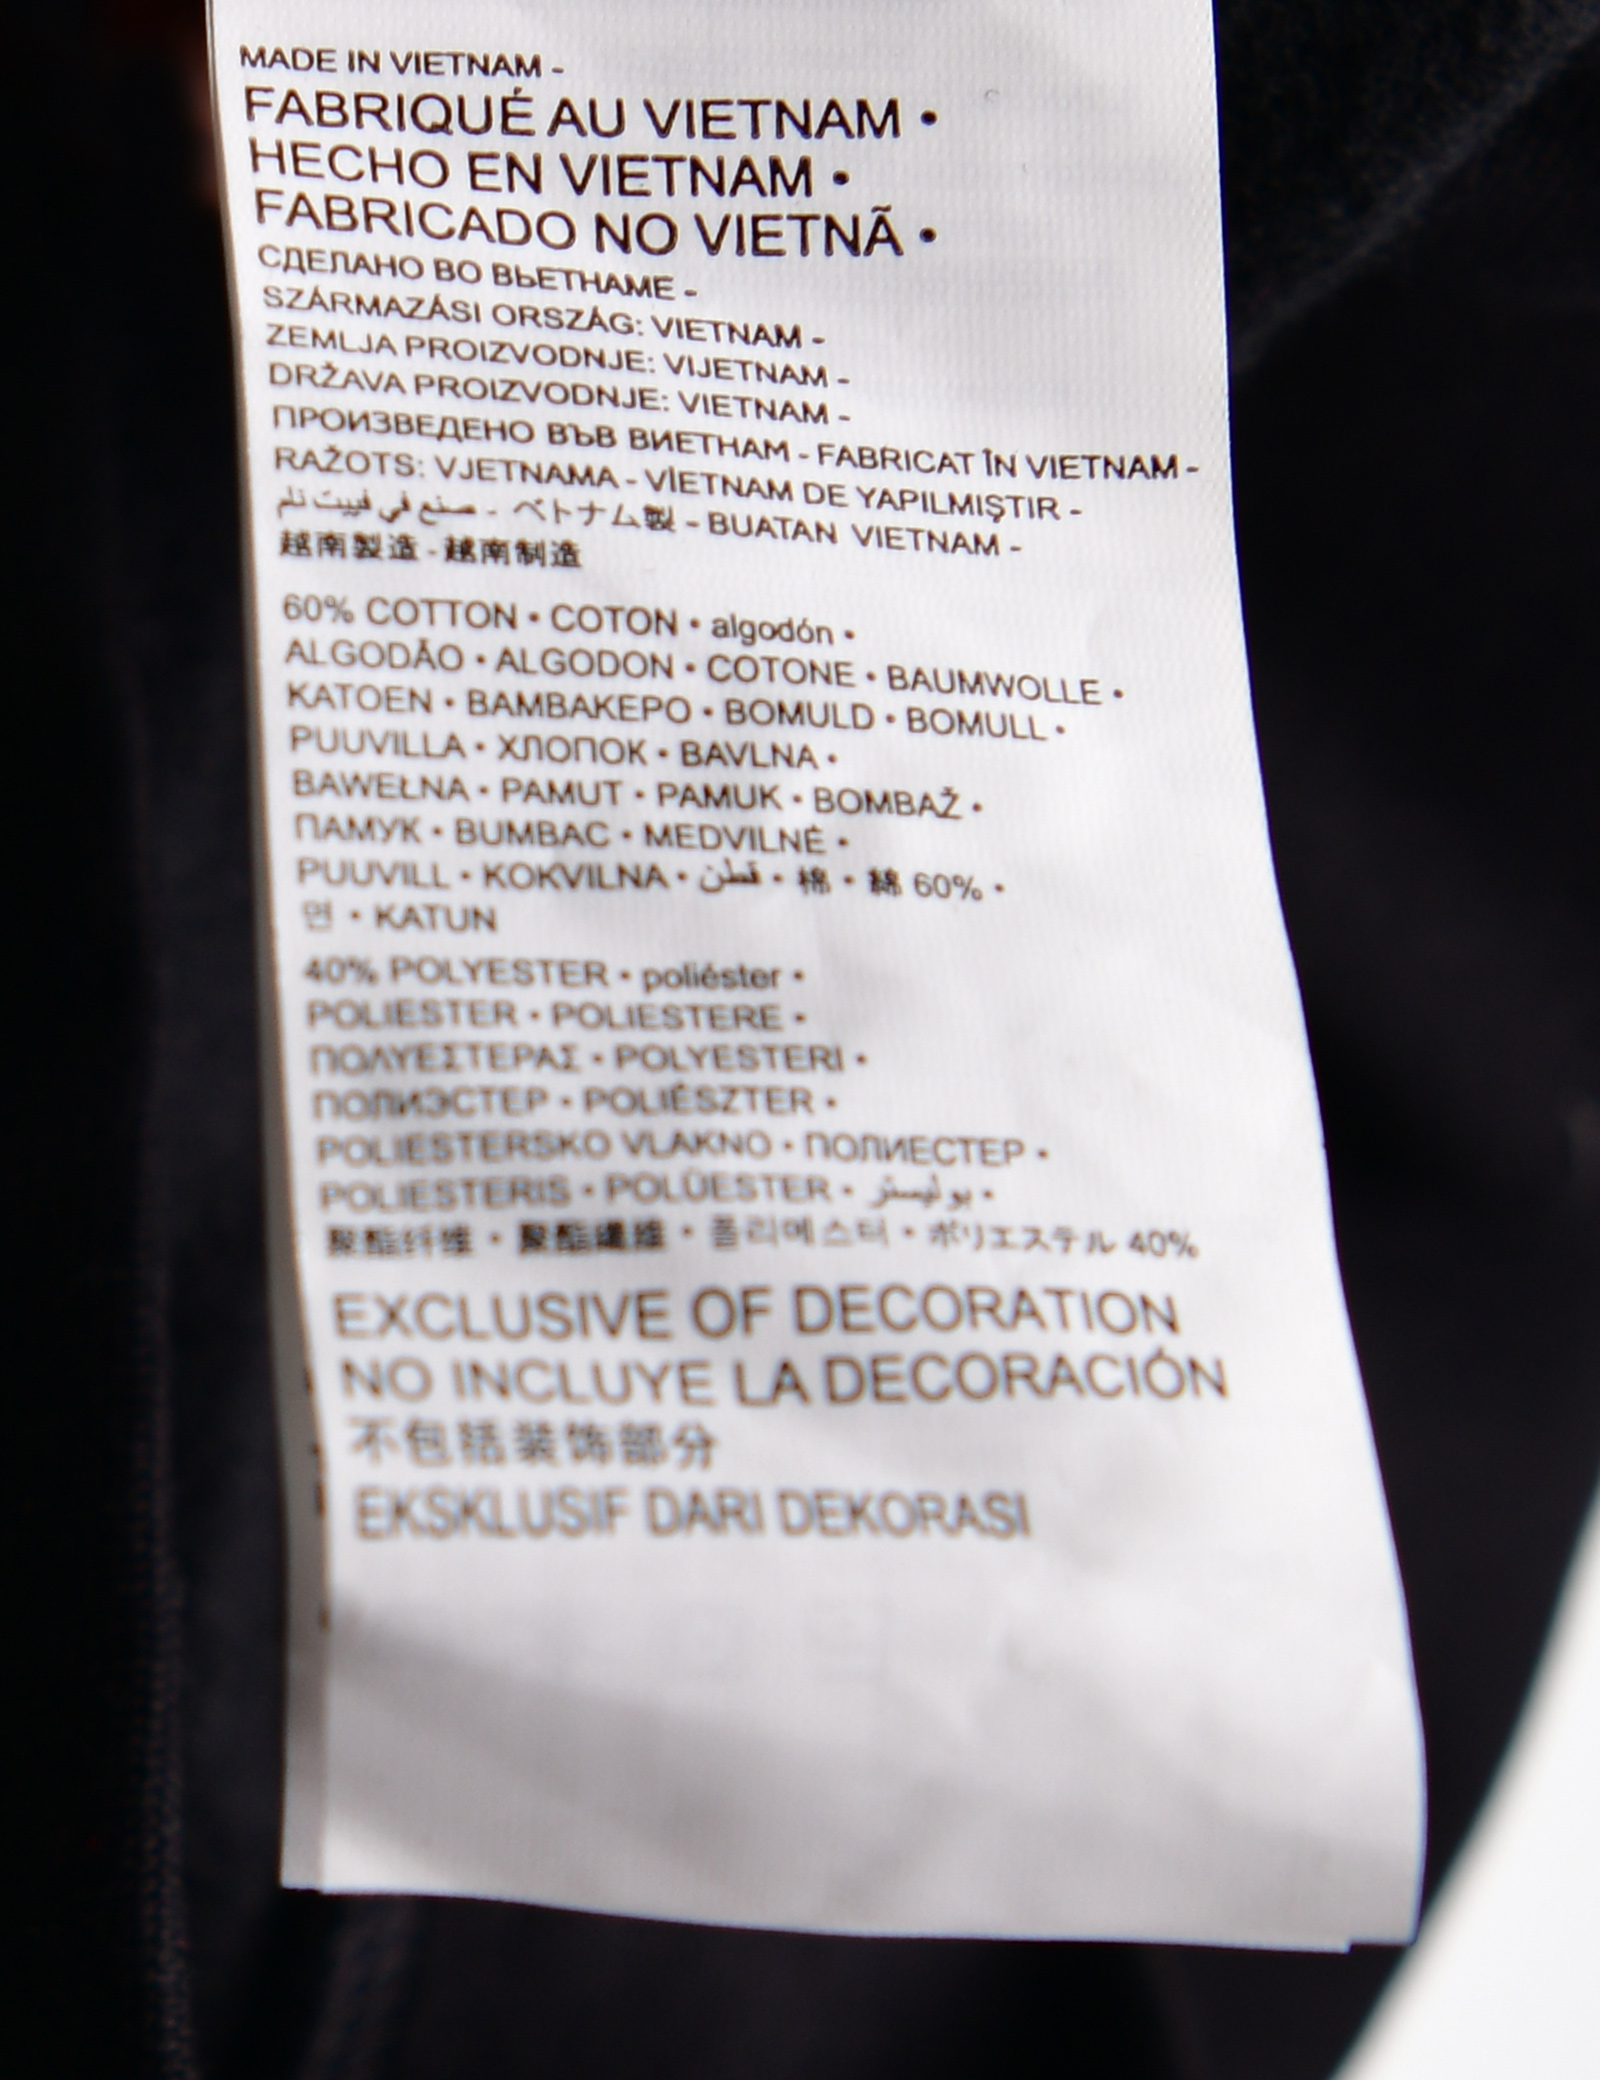 MADE IN VIETNAM -
FABRIQUÉ AU VIETNAM •
HECHO EN VIETNAM •
FABRICADO NO VIETNÃ •
СДЕЛАНО ВО ВЬЕТНАМЕ -
SZÁRMAZÁSI ORSZÁG: VIETNAM -
ZEMLJA PROIZVODNJE: VIJETNAM -
DRŽAVA PROIZVODNJE: VIETNAM -
ПРОИЗВЕДЕНО ВЪВ ВИЕТНАМ - FABRICAT ÎN VIETNAM -
RAŽOTS: VJETNAMA - VİETNAM DE YAPILMIŞTIR -
صنع في فييت نام - ベトナム製 - BUATAN VIETNAM -
越南製造 - 越南制造
60% COTTON • COTON • algodón •
ALGODÃO • ALGODON • COTONE • BAUMWOLLE •
KATOEN • ΒΑΜΒΑΚΕΡΟ • BOMULD • BOMULL •
PUUVILLA • ХЛОПОК • BAVLNA •
BAWEŁNA • PAMUT • PAMUK • BOMBAŽ •
ПАМУК • BUMBAC • MEDVILNĖ •
PUUVILL • KOKVILNA • قطن • 棉 • 綿 60% •
면 • KATUN
40% POLYESTER • poliéster •
POLIESTER • POLIESTERE •
ΠΟΛΥΕΣΤΕΡΑΣ • POLYESTERI •
ПОЛИЭСТЕР • POLIÉSZTER •
POLIESTERSKO VLAKNO • ПОЛИЕСТЕР •
POLIESTERIS • POLÜESTER • بوليستر •
聚酯纤维 • 聚酯纖維 • 폴리에스터 • ポリエステル 40%
EXCLUSIVE OF DECORATION
NO INCLUYE LA DECORACIÓN
不包括装饰部分
EKSKLUSIF DARI DEKORASI